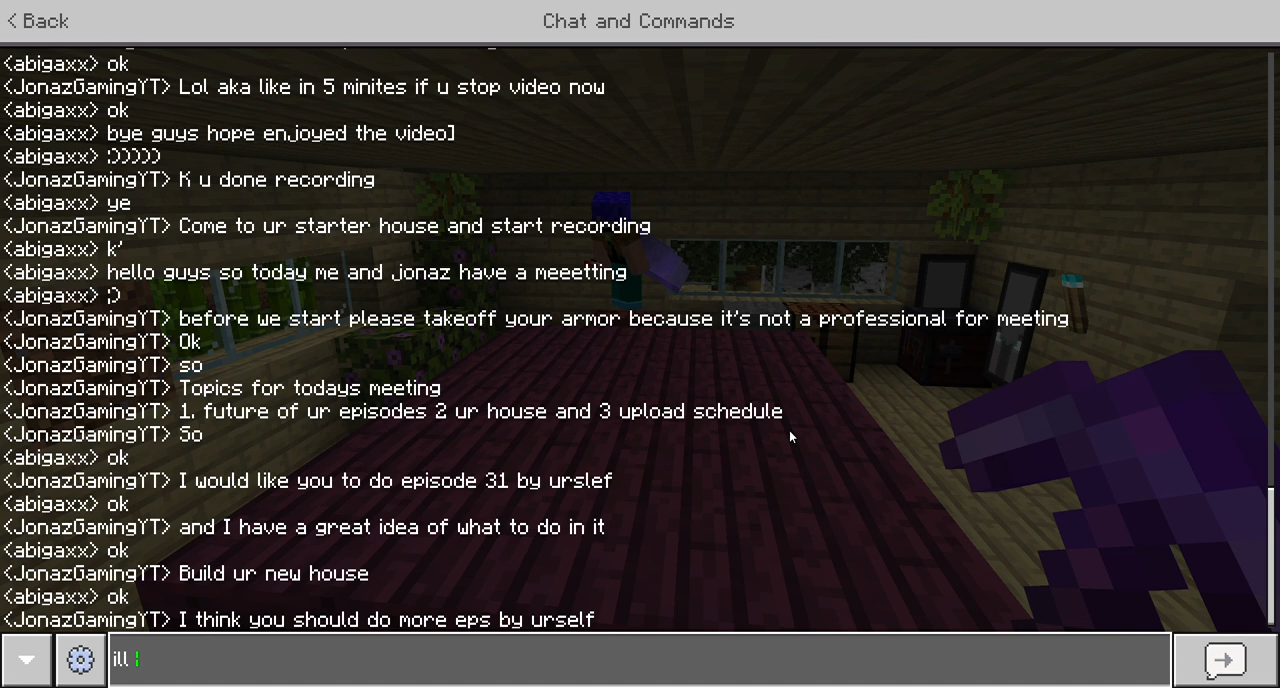 < Back
Chat and Commands
<abigaxx> ok
<JonazGamingYT> Lol aka like in 5 minites if u stop video now
<abigaxx> ok
<abigaxx> bye guys hope enjoyed the video]
<abigaxx> :)))))
<JonazGamingYT> K u done recording
<abigaxx> ye
<JonazGamingYT> Come to ur starter house and start recording
<abigaxx> k'
<abigaxx> hello guys so today me and jonaz have a meeetting
<abigaxx> ;)
<JonazGamingYT> before we start please takeoff your armor because it's not a professional for meeting
<JonazGamingYT> Ok
<JonazGamingYT> so
<JonazGamingYT> Topics for todays meeting
<JonazGamingYT> 1. future of ur episodes 2 ur house and 3 upload schedule
<JonazGamingYT> So
<abigaxx> ok
<JonazGamingYT> I would like you to do episode 31 by urslef
<abigaxx> ok
<JonazGamingYT> and I have a great idea of what to do in it
<abigaxx> ok
<JonazGamingYT> Build ur new house
<abigaxx> ok
<JonazGamingYT> I think you should do more eps by urself
ill